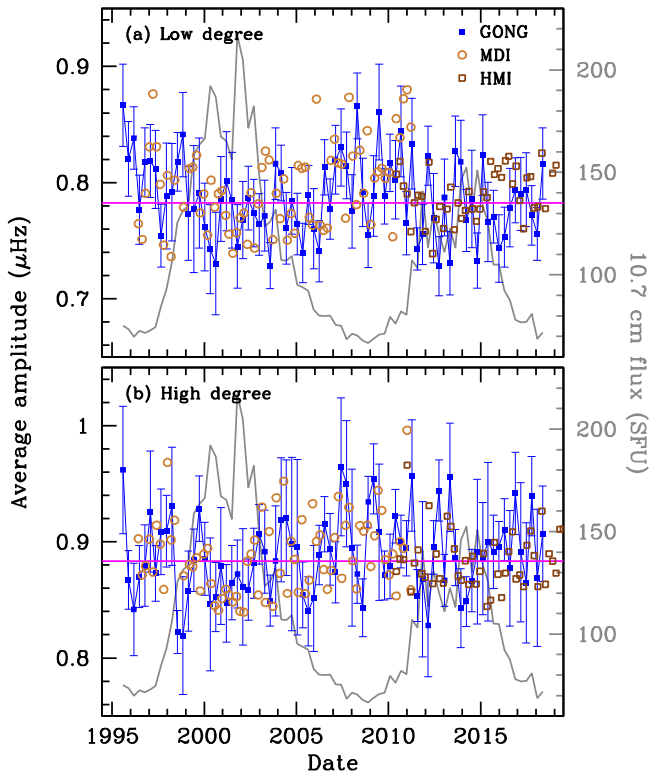 (a) Low degree
GONG
MDI
HMI
0.9
0.8
0.7
200
150
100
(b) High degree
1
0.9
0.8
200
150
100
Average amplitude (μHz)
10.7 cm flux (SFU)
1995
2000
2005
2010
2015
Date